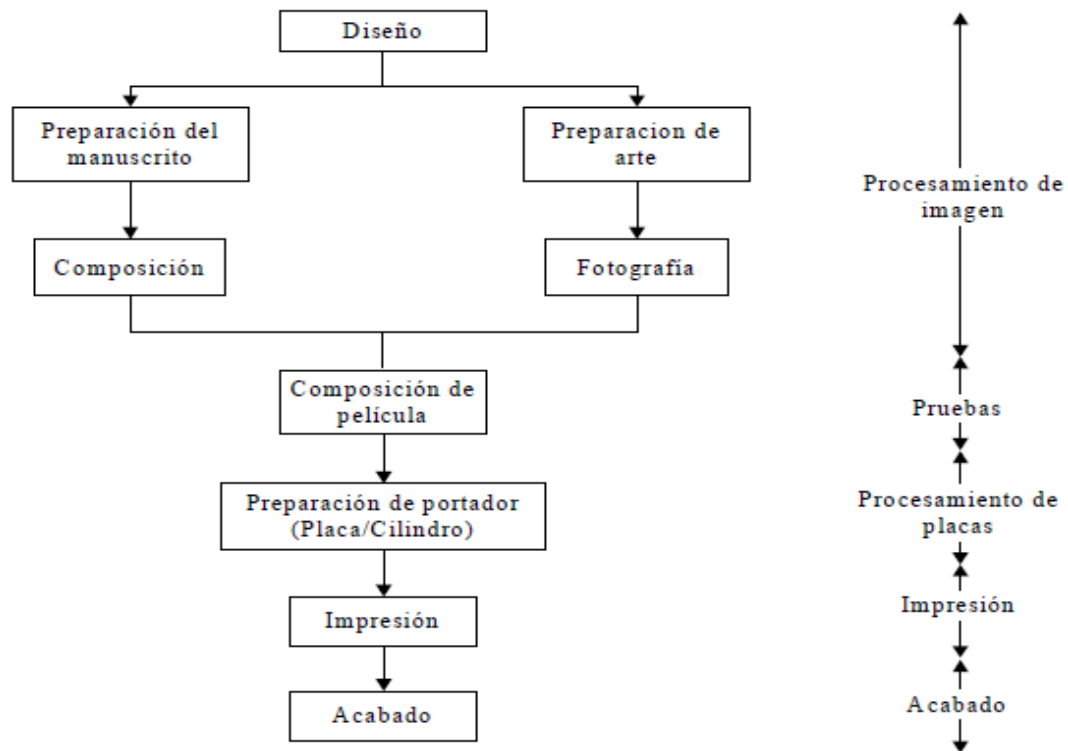 Diseño
Preparación del
manuscrito
Preparacion de
arte
Procesamiento de
imagen
Composición
Fotografía
Composición de
película
Pruebas
Preparación de portador
(Placa/Cilindro)
Procesamiento de
placas
Impresión
Impresión
Acabado
Acabado